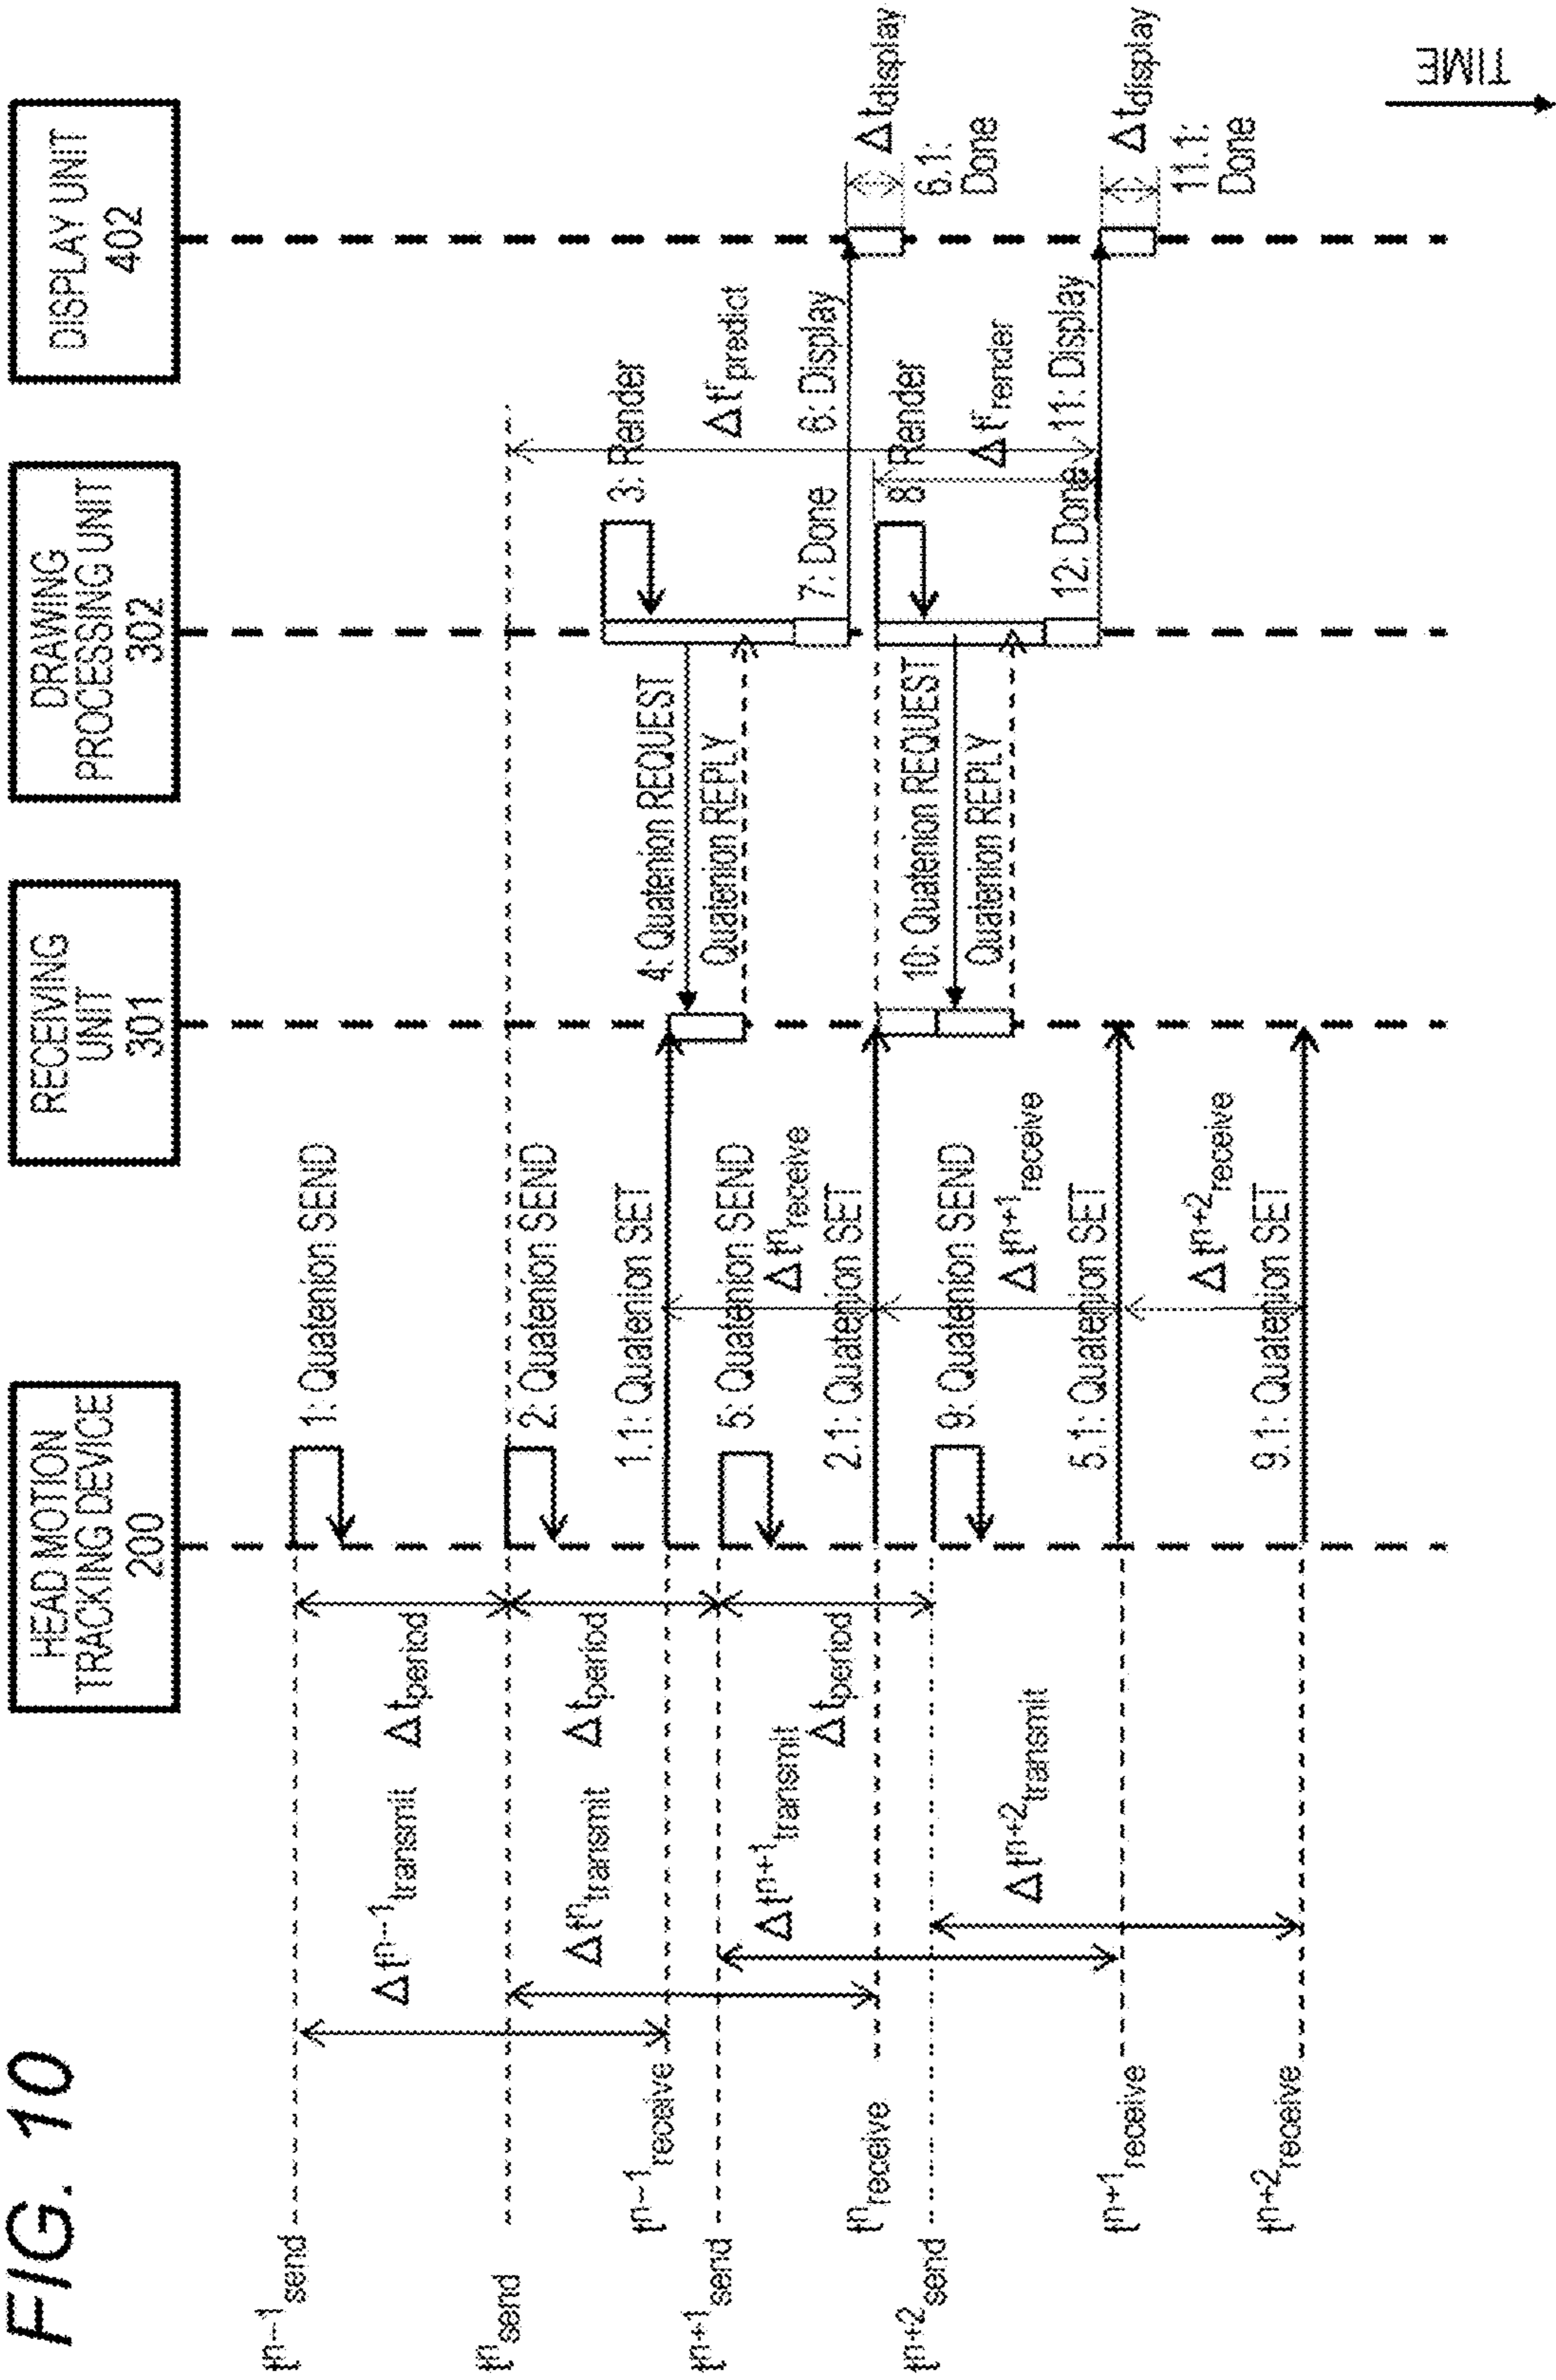 FIG. 10
HEAD MOTION
TRACKING DEVICE
200
RECEIVING
UNIT
301
DRAWING
PROCESSING UNIT
302
DISPLAY UNIT
402
tⁿ⁻¹send
1: Quatenion SEND
Δtperiod
Δtⁿ⁻¹transmit
tⁿsend
2: Quatenion SEND
Δtperiod
Δtⁿtransmit
3: Render
tⁿ⁻¹receive
1.1: Quatenion SET
4: Quatenion REQUEST
Quatenion REPLY
Δtʳpredict
tⁿ⁺¹send
5: Quatenion SEND
Δtⁿreceive
Δtⁿ⁺¹transmit
Δtperiod
7: Done
6: Display
Δtdisplay
6.1:
Done
tⁿreceive
2.1: Quatenion SET
8: Render
10: Quatenion REQUEST
Quatenion REPLY
Δtʳrender
tⁿ⁺²send
9: Quatenion SEND
Δtⁿ⁺¹receive
Δtⁿ⁺²transmit
12: Done
11: Display
Δtdisplay
11.1:
Done
tⁿ⁺¹receive
5.1: Quatenion SET
Δtⁿ⁺²receive
tⁿ⁺²receive
9.1: Quatenion SET
TIME